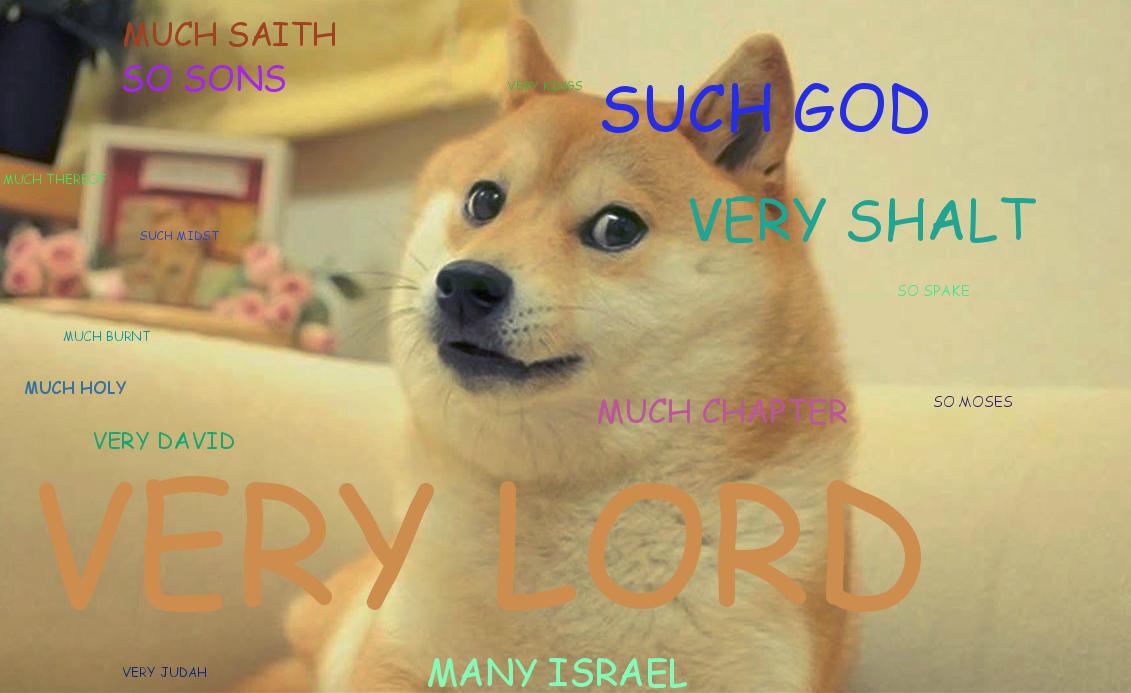 MUCH SAITH
SO SONS
VERY KINGS
SUCH GOD
MUCH THEREOF
VERY SHALT
SUCH MIDST
SO SPAKE
MUCH BURNT
MUCH HOLY
MUCH CHAPTER
SO MOSES
VERY DAVID
VERY LORD
VERY JUDAH
MANY ISRAEL